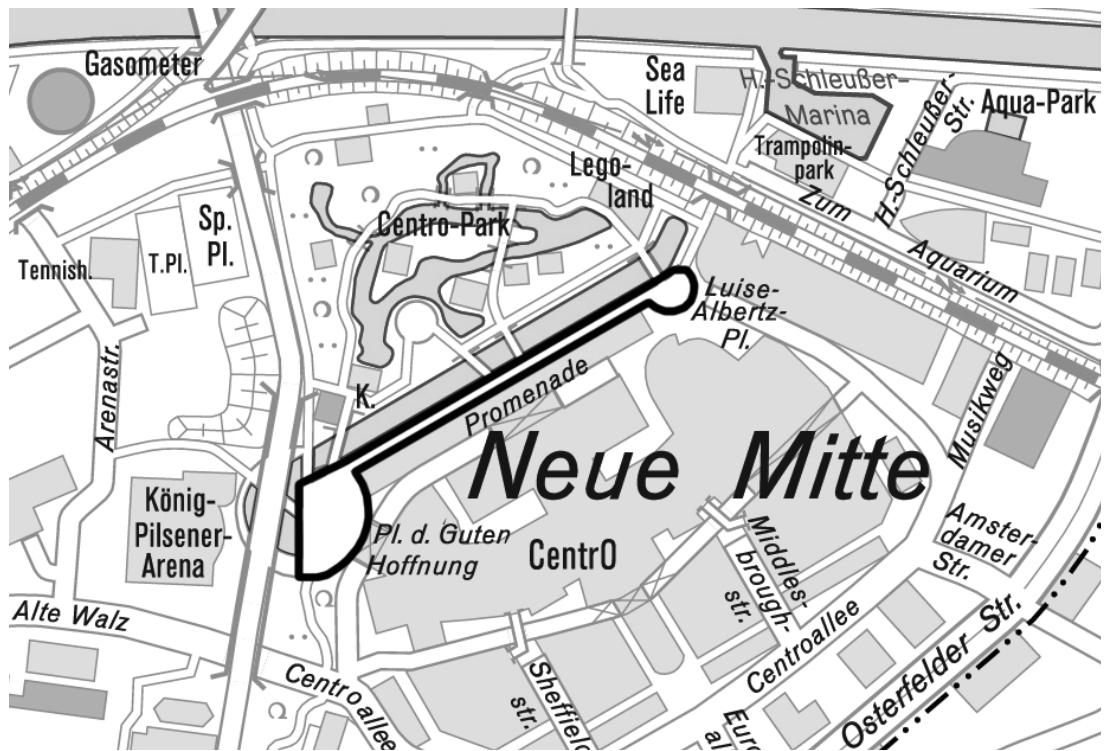 Gasometer
Sea
Life
H.-Schleußer-
Marina
H.-Schleußer-
Str.
Aqua-Park
Trampolin-
park
Lego-
land
Zum
Aquarium
Centro-Park
Sp.
Pl.
T.Pl.
Tennish.
Luise-
Albertz-
Pl.
Arenastr.
K.
Promenade
Musikweg
Neue Mitte
König-
Pilsener-
Arena
Pl. d. Guten
Hoffnung
CentrO
Middles-
brough-
str.
Amster-
damer
Str.
Alte Walz
Centroallee
Sheffield
str.
Centroallee
Osterfelder Str.
Euro
al